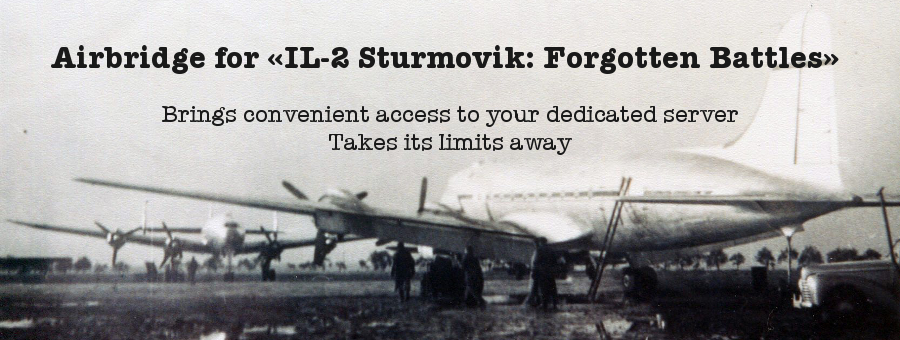 Airbridge for «IL-2 Sturmovik: Forgotten Battles»
Brings convenient access to your dedicated server
Takes its limits away